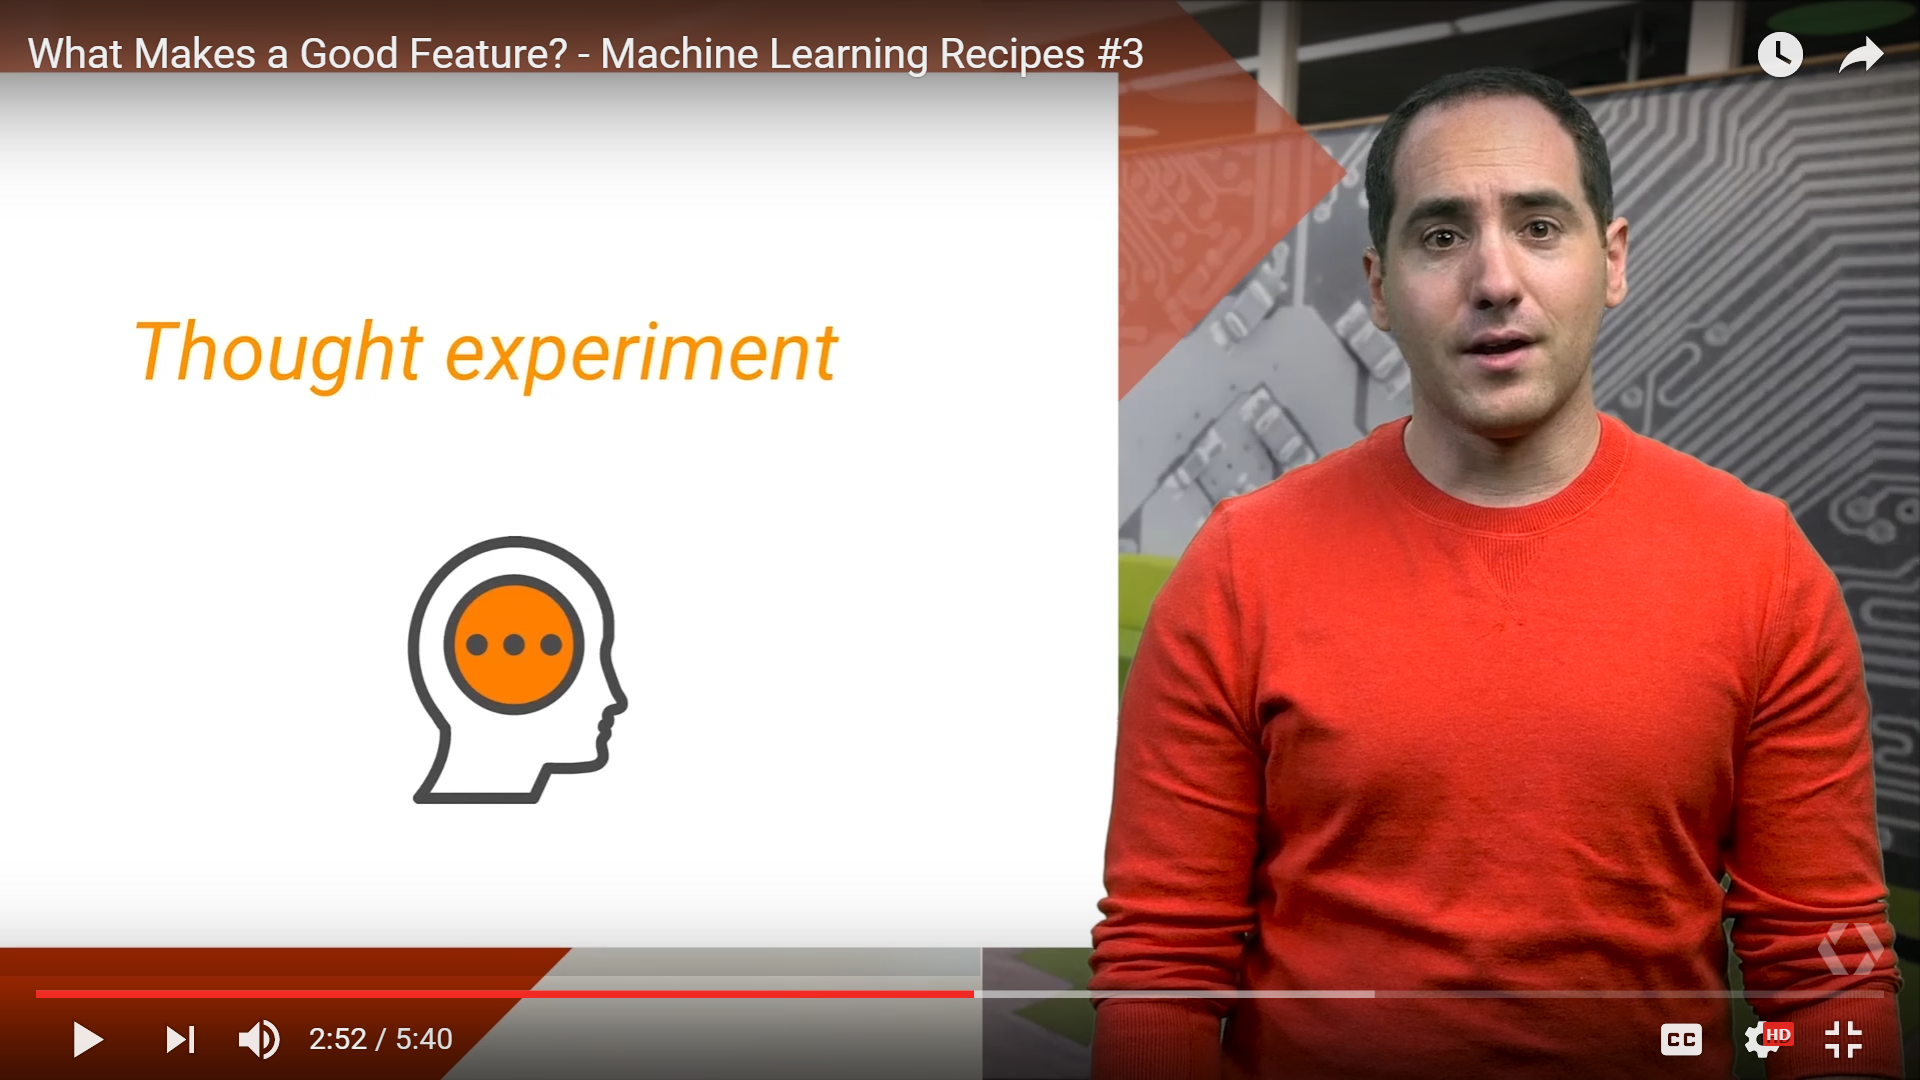 What Makes a Good Feature? - Machine Learning Recipes #3
Thought experiment
2:52 / 5:40
CC
HD